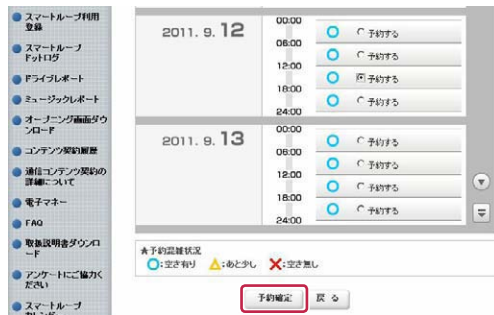 スマートループ利用
登録
スマートループ
ドットログ
ドライブレポート
ミュージックレポート
オープニング画面ダウ
ンロード
コンテンツ契約履歴
通信コンテンツ契約の
詳細について
電子マネー
FAQ
取扱説明書ダウンロ
ード
アンケートにご協力く
ださい
スマートループ
2011. 9. 12
00:00
予約する
06:00
予約する
12:00
予約する
18:00
予約する
24:00
2011. 9. 13
00:00
予約する
06:00
予約する
12:00
予約する
18:00
予約する
24:00
★予約混雑状況
○:空き有り △:あと少し ×:空き無し
予約確定 戻る